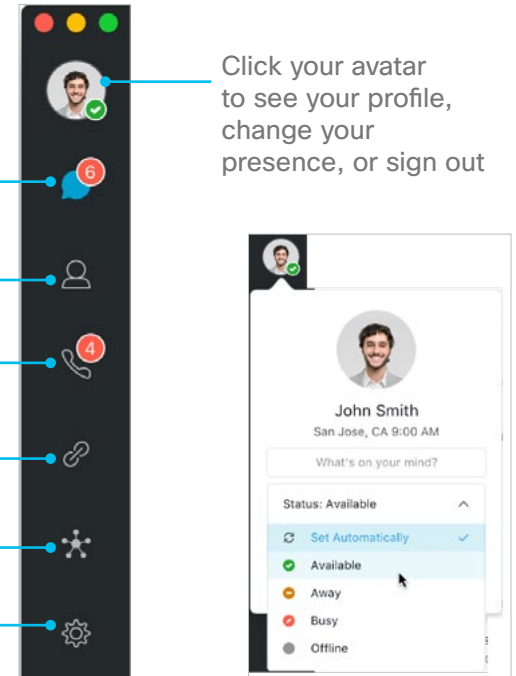 Click your avatar
to see your profile,
change your
presence, or sign out
6
4
John Smith
San Jose, CA 9:00 AM
What's on your mind?
Status: Available
Set Automatically
Available
Away
Busy
Offline